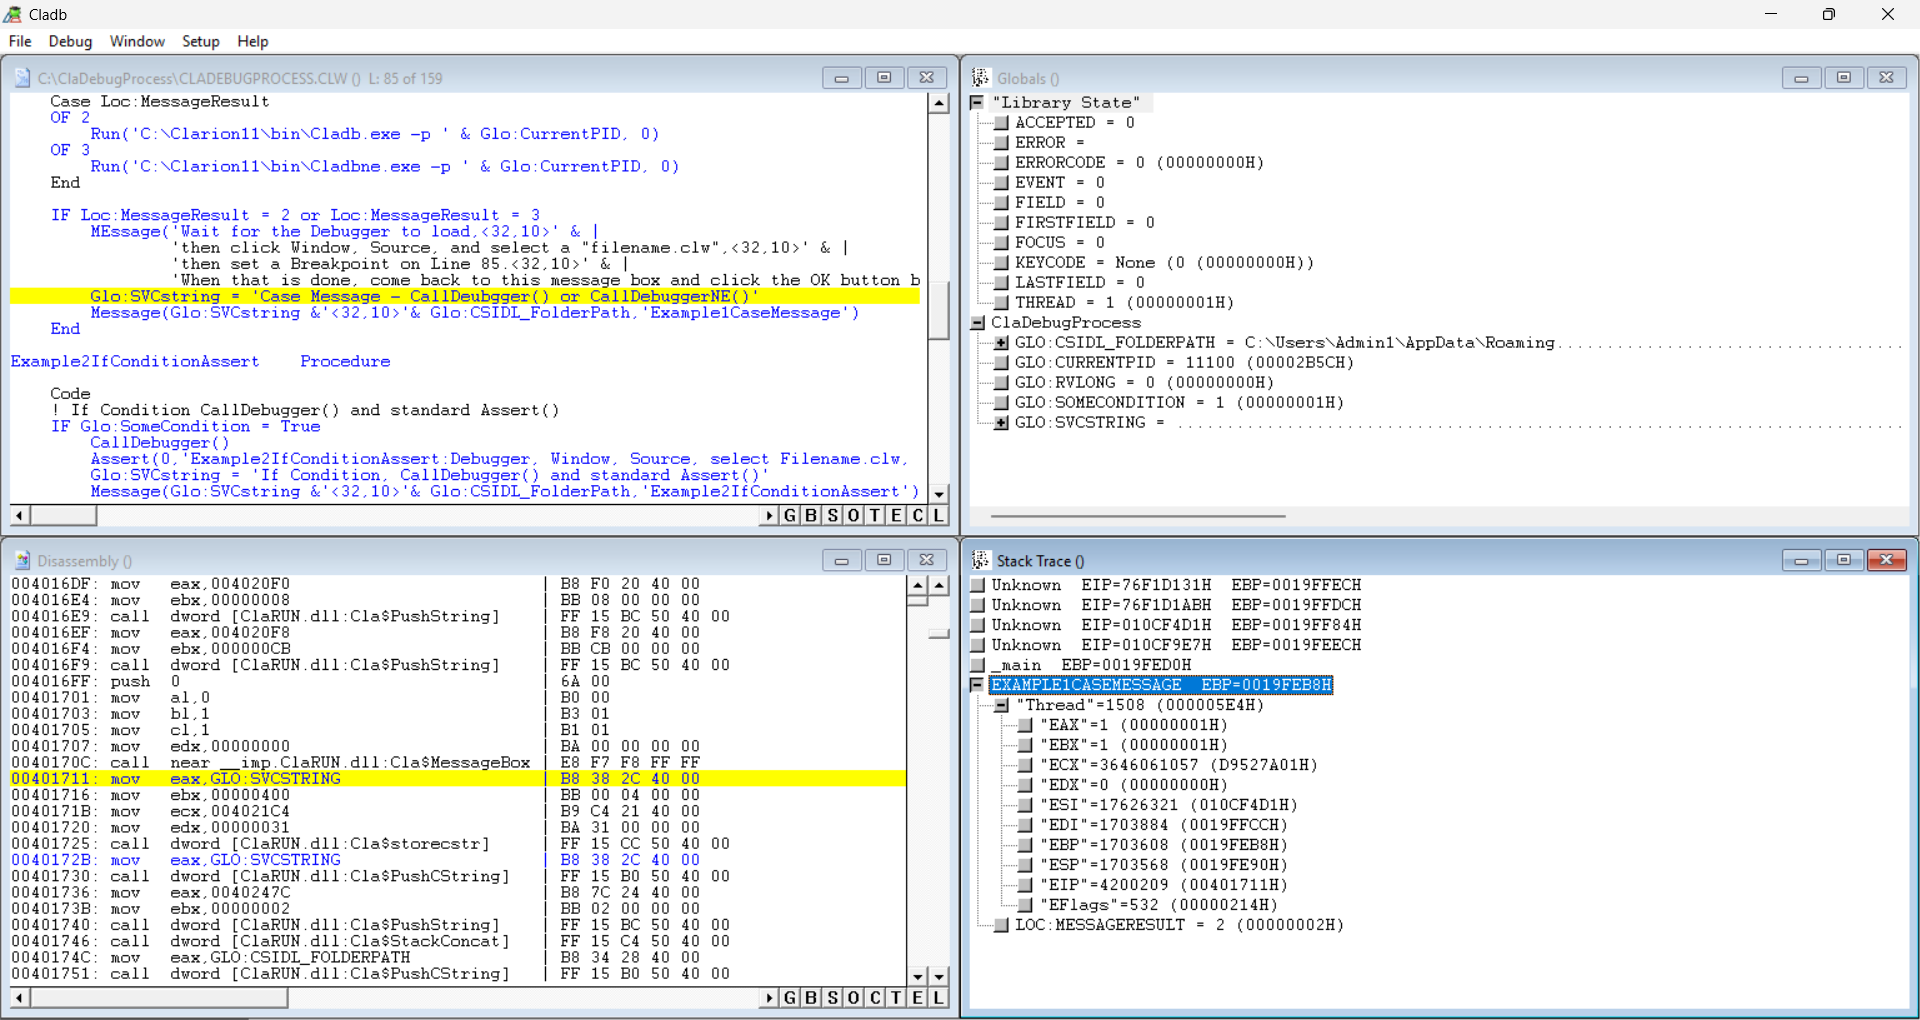 Cladb
File Debug Window Setup Help
C:\ClaDebugProcess\CLADEBUGPROCESS.CLW () L: 85 of 159
Case Loc:MessageResult
OF 2
Run('C:\Clarion11\bin\Cladb.exe -p ' & Glo:CurrentPID, 0)
OF 3
Run('C:\Clarion11\bin\Cladbne.exe -p ' & Glo:CurrentPID, 0)
End
IF Loc:MessageResult = 2 or Loc:MessageResult = 3
MEssage('Wait for the Debugger to load,<32,10>' & |
'then click Window, Source, and select a "filename.clw",<32,10>' & |
'then set a Breakpoint on Line 85.<32,10>' & |
'When that is done, come back to this message box and click the OK button b
Glo:SVCstring = 'Case Message - CallDeubgger() or CallDebuggerNE()'
Message(Glo:SVCstring &'<32,10>'& Glo:CSIDL_FolderPath,'Example1CaseMessage')
End
Example2IfConditionAssert Procedure
Code
! If Condition CallDebugger() and standard Assert()
IF Glo:SomeCondition = True
CallDebugger()
Assert(0,'Example2IfConditionAssert:Debugger, Window, Source, select Filename.clw,
Glo:SVCstring = 'If Condition, CallDebugger() and standard Assert()'
Message(Glo:SVCstring &'<32,10>'& Glo:CSIDL_FolderPath,'Example2IfConditionAssert')
G B S O T E C L
Globals ()
"Library State"
ACCEPTED = 0
ERROR =
ERRORCODE = 0 (00000000H)
EVENT = 0
FIELD = 0
FIRSTFIELD = 0
FOCUS = 0
KEYCODE = None (0 (00000000H))
LASTFIELD = 0
THREAD = 1 (00000001H)
ClaDebugProcess
GLO:CSIDL_FOLDERPATH = C:\Users\Admin1\AppData\Roaming...................................
GLO:CURRENTPID = 11100 (00002B5CH)
GLO:RVLONG = 0 (00000000H)
GLO:SOMECONDITION = 1 (00000001H)
GLO:SVCSTRING = .........................................................................
Disassembly ()
004016DF: mov eax,004020F0 | B8 F0 20 40 00
004016E4: mov ebx,00000008 | BB 08 00 00 00
004016E9: call dword [ClaRUN.dll:Cla$PushString] | FF 15 BC 50 40 00
004016EF: mov eax,004020F8 | B8 F8 20 40 00
004016F4: mov ebx,000000CB | BB CB 00 00 00
004016F9: call dword [ClaRUN.dll:Cla$PushString] | FF 15 BC 50 40 00
004016FF: push 0 | 6A 00
00401701: mov al,0 | B0 00
00401703: mov bl,1 | B3 01
00401705: mov cl,1 | B1 01
00401707: mov edx,00000000 | BA 00 00 00 00
0040170C: call near __imp.ClaRUN.dll:Cla$MessageBox | E8 F7 F8 FF FF
00401711: mov eax,GLO:SVCSTRING | B8 38 2C 40 00
00401716: mov ebx,00000400 | BB 00 04 00 00
0040171B: mov ecx,004021C4 | B9 C4 21 40 00
00401720: mov edx,00000031 | BA 31 00 00 00
00401725: call dword [ClaRUN.dll:Cla$storecstr] | FF 15 CC 50 40 00
0040172B: mov eax,GLO:SVCSTRING | B8 38 2C 40 00
00401730: call dword [ClaRUN.dll:Cla$PushCString] | FF 15 B0 50 40 00
00401736: mov eax,0040247C | B8 7C 24 40 00
0040173B: mov ebx,00000002 | BB 02 00 00 00
00401740: call dword [ClaRUN.dll:Cla$PushString] | FF 15 BC 50 40 00
00401746: call dword [ClaRUN.dll:Cla$StackConcat] | FF 15 C4 50 40 00
0040174C: mov eax,GLO:CSIDL_FOLDERPATH | B8 34 28 40 00
00401751: call dword [ClaRUN.dll:Cla$PushCString] | FF 15 B0 50 40 00
G B S O C T E L
Stack Trace ()
Unknown EIP=76F1D131H EBP=0019FFECH
Unknown EIP=76F1D1ABH EBP=0019FFDCH
Unknown EIP=010CF4D1H EBP=0019FF84H
Unknown EIP=010CF9E7H EBP=0019FEECH
_main EBP=0019FED0H
EXAMPLE1CASEMESSAGE EBP=0019FEB8H
"Thread"=1508 (000005E4H)
"EAX"=1 (00000001H)
"EBX"=1 (00000001H)
"ECX"=3646061057 (D9527A01H)
"EDX"=0 (00000000H)
"ESI"=17626321 (010CF4D1H)
"EDI"=1703884 (0019FFCCH)
"EBP"=1703608 (0019FEB8H)
"ESP"=1703568 (0019FE90H)
"EIP"=4200209 (00401711H)
"EFlags"=532 (00000214H)
LOC:MESSAGERESULT = 2 (00000002H)